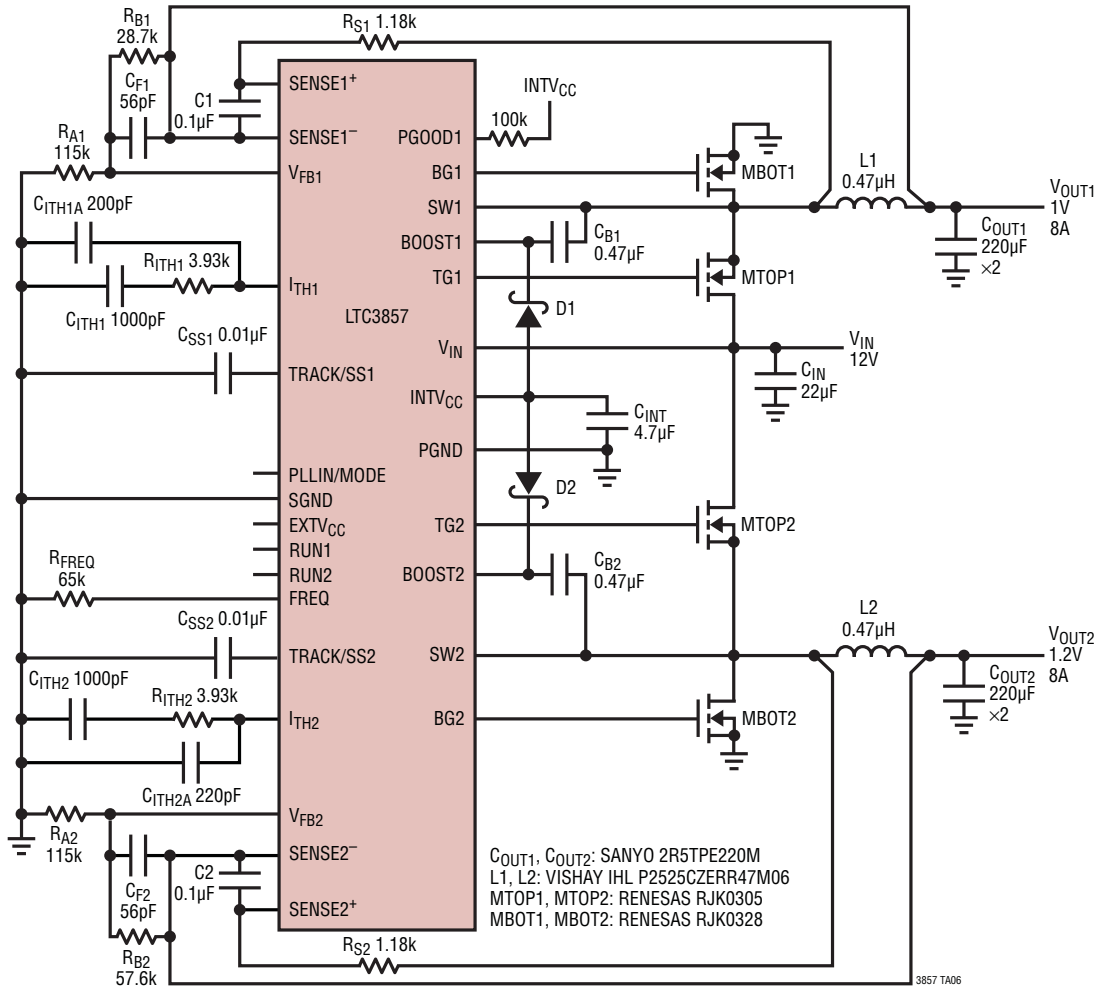 RB1
28.7k
CF1
56pF
RA1
115k
C1
0.1µF
RS1 1.18k
SENSE1+
SENSE1–
VFB1
CITH1A 200pF
RITH1 3.93k
ITH1
CITH1 1000pF
CSS1 0.01µF
TRACK/SS1
LTC3857
PLLIN/MODE
SGND
EXTVCC
RUN1
RUN2
RFREQ
65k
FREQ
CSS2 0.01µF
TRACK/SS2
CITH2 1000pF
RITH2 3.93k
ITH2
CITH2A 220pF
VFB2
RA2
115k
SENSE2–
C2
0.1µF
CF2
56pF
SENSE2+
RB2
57.6k
RS2 1.18k
INTVCC
PGOOD1
100k
BG1
MBOT1
SW1
L1
0.47µH
VOUT1
1V
8A
COUT1
220µF
×2
BOOST1
CB1
0.47µF
TG1
MTOP1
D1
VIN
VIN
12V
CIN
22µF
INTVCC
CINT
4.7µF
PGND
D2
TG2
MTOP2
BOOST2
CB2
0.47µF
SW2
L2
0.47µH
VOUT2
1.2V
8A
COUT2
220µF
×2
BG2
MBOT2
COUT1, COUT2: SANYO 2R5TPE220M
L1, L2: VISHAY IHL P2525CZERR47M06
MTOP1, MTOP2: RENESAS RJK0305
MBOT1, MBOT2: RENESAS RJK0328
3857 TA06